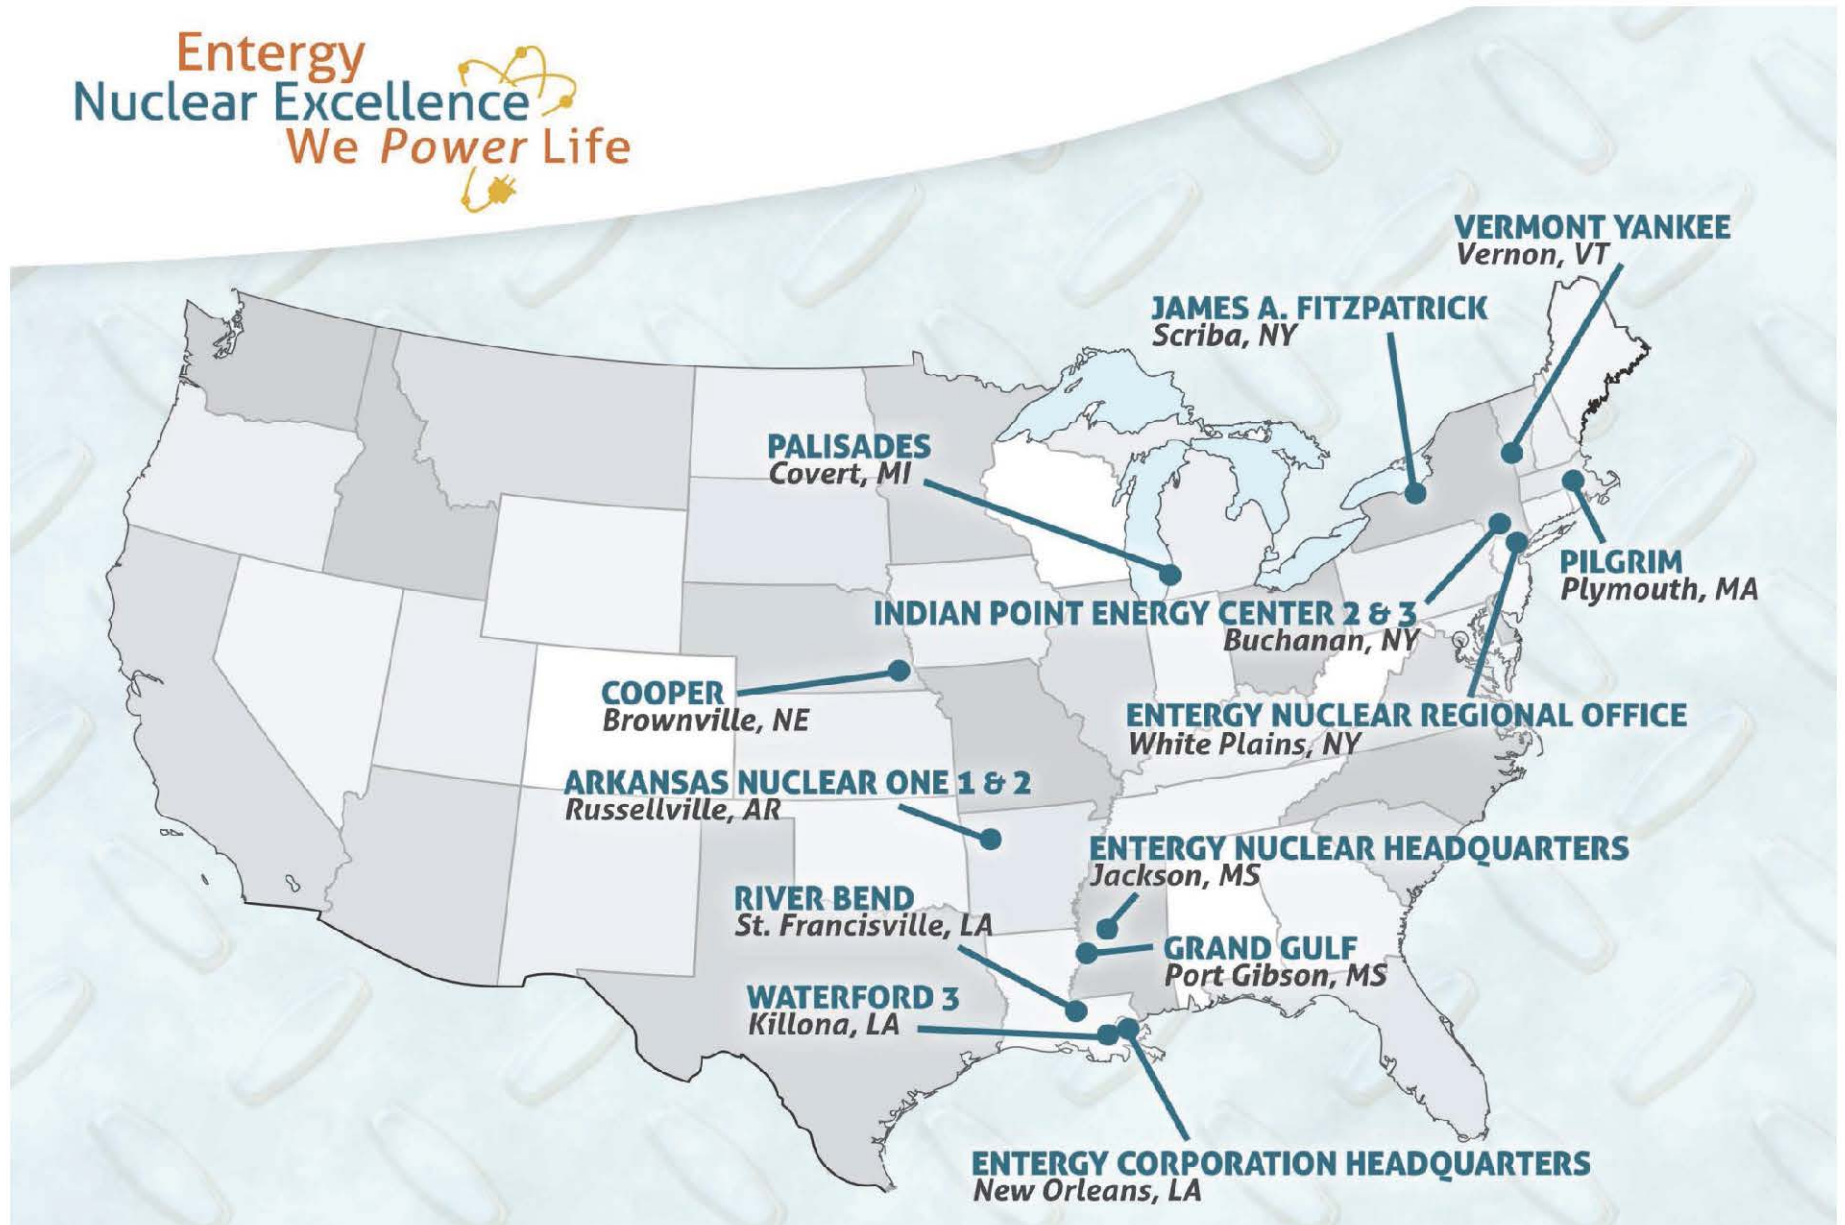 Entergy
Nuclear Excellence
We Power Life
VERMONT YANKEE
Vernon, VT
JAMES A. FITZPATRICK
Scriba, NY
PALISADES
Covert, MI
PILGRIM
Plymouth, MA
INDIAN POINT ENERGY CENTER 2 & 3
Buchanan, NY
COOPER
Brownville, NE
ENTERGY NUCLEAR REGIONAL OFFICE
White Plains, NY
ARKANSAS NUCLEAR ONE 1 & 2
Russellville, AR
ENTERGY NUCLEAR HEADQUARTERS
Jackson, MS
RIVER BEND
St. Francisville, LA
GRAND GULF
Port Gibson, MS
WATERFORD 3
Killona, LA
ENTERGY CORPORATION HEADQUARTERS
New Orleans, LA